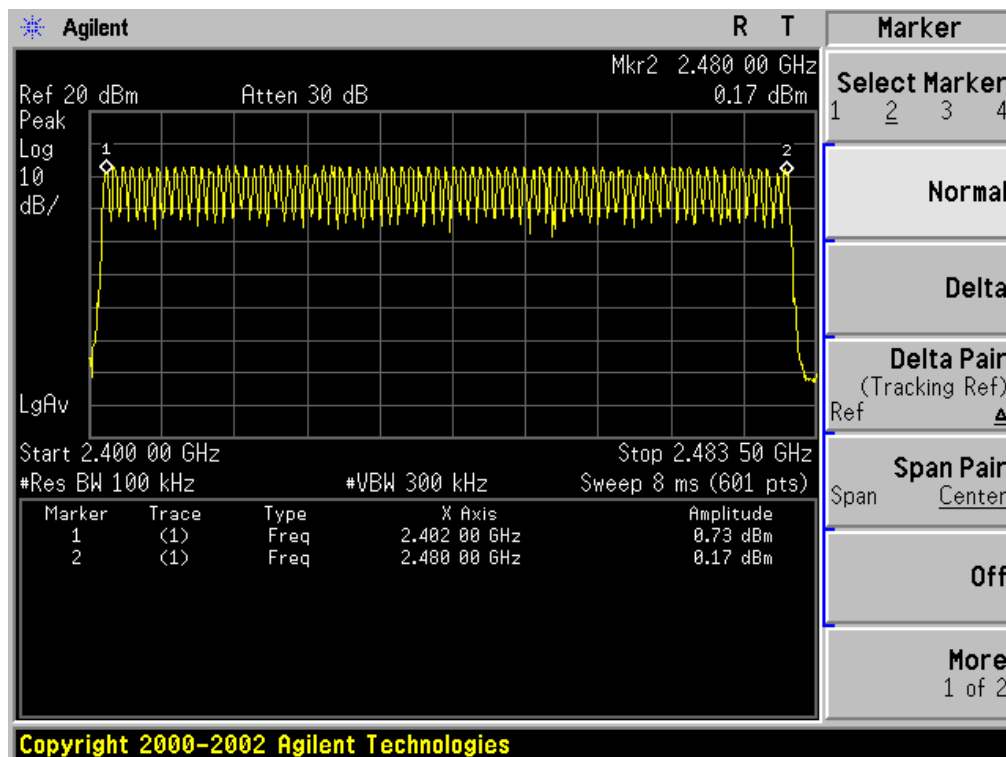 Agilent R T Marker
Mkr2 2.480 00 GHz
Ref 20 dBm Atten 30 dB 0.17 dBm
Peak
Log
10
dB/
1
2
LgAv
Start 2.400 00 GHz Stop 2.483 50 GHz
#Res BW 100 kHz #VBW 300 kHz Sweep 8 ms (601 pts)
Marker Trace Type X Axis Amplitude
1 (1) Freq 2.402 00 GHz 0.73 dBm
2 (1) Freq 2.480 00 GHz 0.17 dBm
Select Marker
1 2 3 4
Normal
Delta
Delta Pair
(Tracking Ref)
Ref Δ
Span Pair
Span Center
Off
More
1 of 2
Copyright 2000-2002 Agilent Technologies